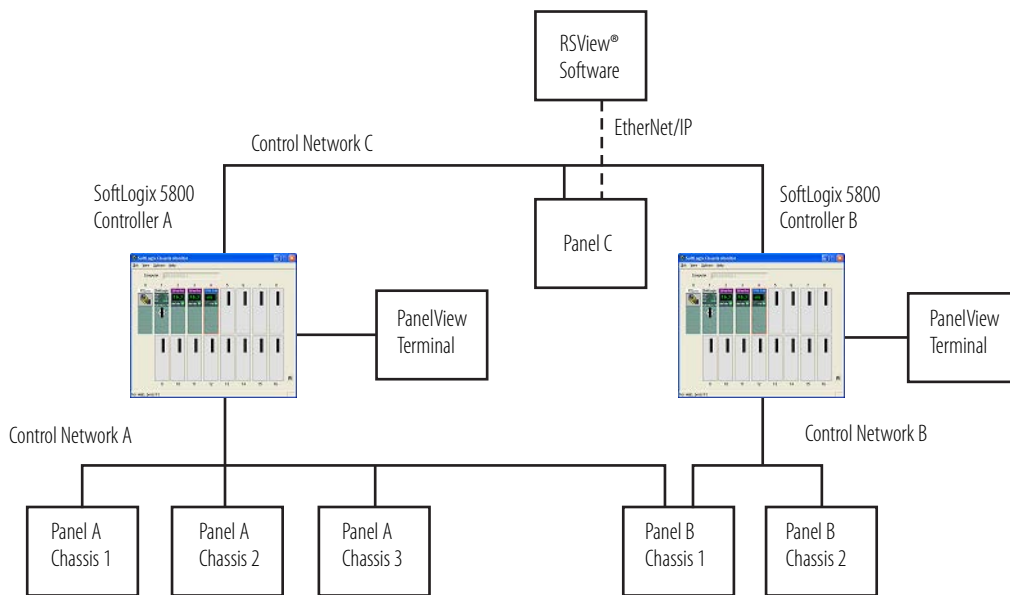 RSView®
Software
EtherNet/IP
Control Network C
SoftLogix 5800
Controller A
Panel C
SoftLogix 5800
Controller B
PanelView
Terminal
PanelView
Terminal
Control Network A
Control Network B
Panel A
Chassis 1
Panel A
Chassis 2
Panel A
Chassis 3
Panel B
Chassis 1
Panel B
Chassis 2